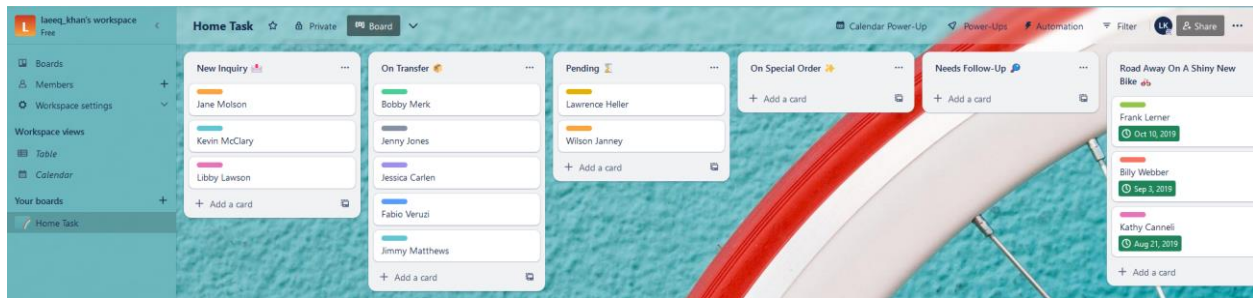 L
laeeq_khan's workspace
Free
Boards
Members
Workspace settings
Workspace views
Table
Calendar
Your boards
Home Task
Home Task
Private
Board
Calendar Power-Up
Power-Ups
Automation
Filter
LK
Share
New Inquiry
Jane Molson
Kevin McClary
Libby Lawson
+ Add a card
On Transfer
Bobby Merk
Jenny Jones
Jessica Carlen
Fabio Veruzi
Jimmy Matthews
+ Add a card
Pending
Lawrence Heller
Wilson Janney
+ Add a card
On Special Order
+ Add a card
Needs Follow-Up
+ Add a card
Road Away On A Shiny New
Bike
Frank Lerner
Oct 10, 2019
Billy Webber
Sep 3, 2019
Kathy Canneli
Aug 21, 2019
+ Add a card